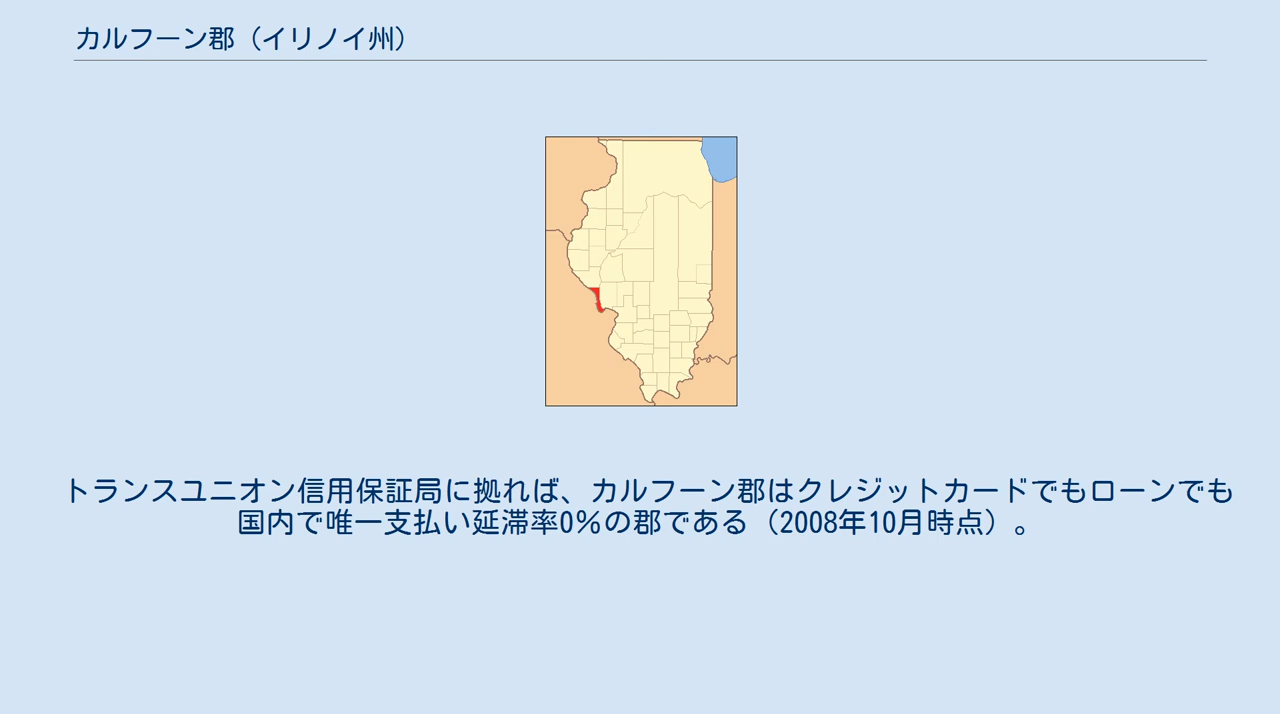 カルフーン郡（イリノイ州）
トランスユニオン信用保証局に拠れば、カルフーン郡はクレジットカードでもローンでも
国内で唯一支払い延滞率0％の郡である（2008年10月時点）。